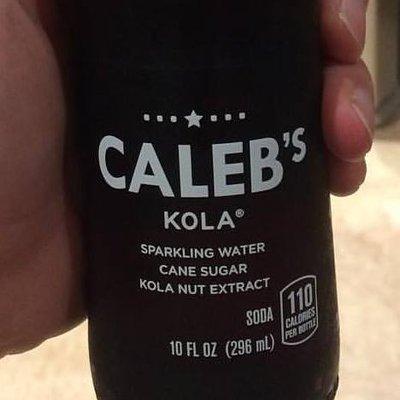 CALEB'S
KOLA®
SPARKLING WATER
CANE SUGAR
KOLA NUT EXTRACT
SODA
110
CALORIES
PER BOTTLE
10 FL OZ (296 mL)